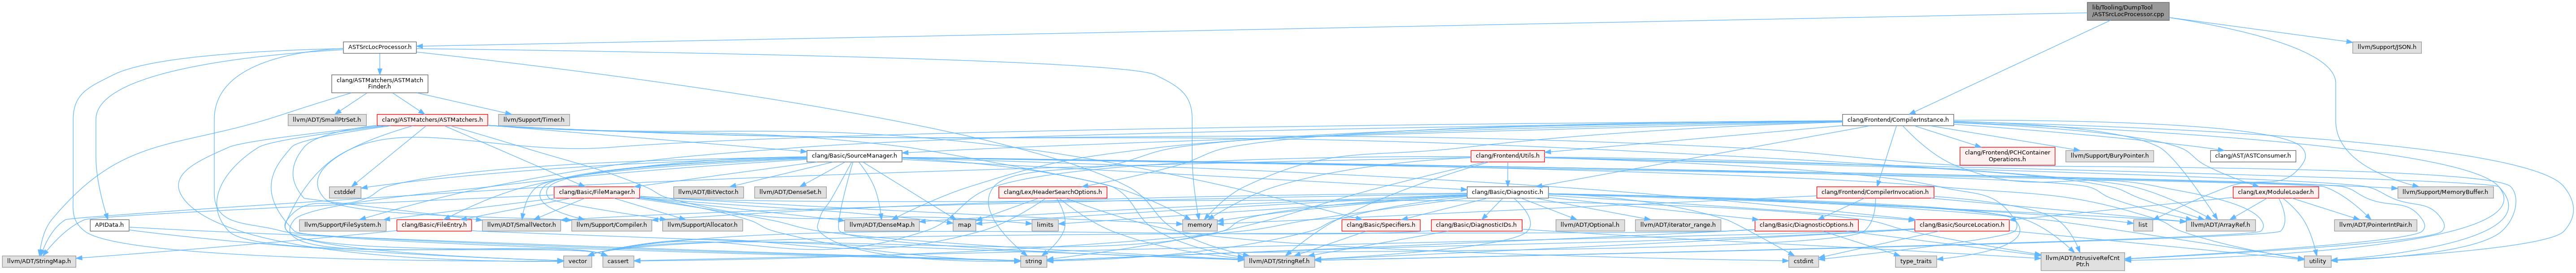 lib/Tooling/DumpTool
/ASTSrcLocProcessor.cpp
ASTSrcLocProcessor.h
llvm/Support/JSON.h
clang/ASTMatchers/ASTMatch
Finder.h
llvm/ADT/SmallPtrSet.h
clang/ASTMatchers/ASTMatchers.h
llvm/Support/Timer.h
clang/Frontend/CompilerInstance.h
clang/Basic/SourceManager.h
clang/Frontend/Utils.h
clang/Frontend/PCHContainer
Operations.h
llvm/Support/BuryPointer.h
clang/AST/ASTConsumer.h
cstddef
clang/Basic/FileManager.h
llvm/ADT/BitVector.h
llvm/ADT/DenseSet.h
clang/Lex/HeaderSearchOptions.h
clang/Basic/Diagnostic.h
clang/Frontend/CompilerInvocation.h
clang/Lex/ModuleLoader.h
llvm/Support/MemoryBuffer.h
APIData.h
llvm/Support/FileSystem.h
clang/Basic/FileEntry.h
llvm/ADT/SmallVector.h
llvm/Support/Compiler.h
llvm/Support/Allocator.h
llvm/ADT/DenseMap.h
map
limits
memory
clang/Basic/Specifiers.h
clang/Basic/DiagnosticIDs.h
llvm/ADT/Optional.h
llvm/ADT/iterator_range.h
clang/Basic/DiagnosticOptions.h
clang/Basic/SourceLocation.h
list
llvm/ADT/ArrayRef.h
llvm/ADT/PointerIntPair.h
llvm/ADT/StringMap.h
vector
cassert
string
llvm/ADT/StringRef.h
cstdint
type_traits
llvm/ADT/IntrusiveRefCnt
Ptr.h
utility